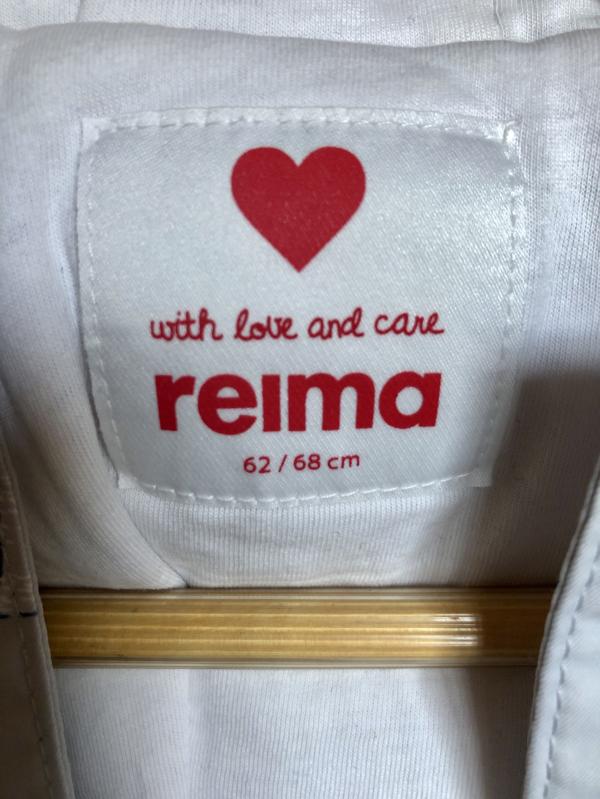 with love and care
reima
62 / 68 cm